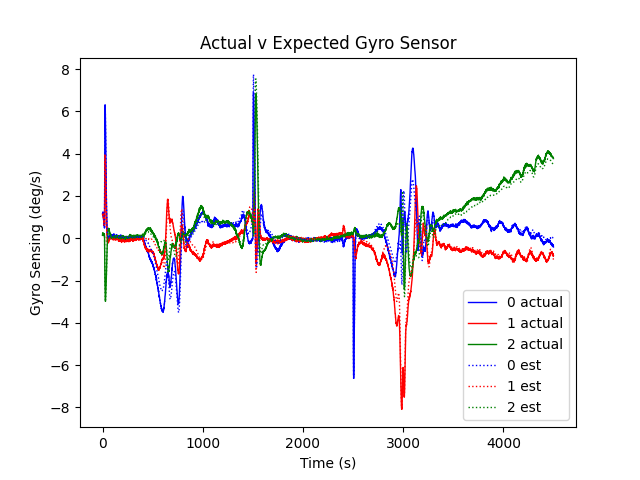 Actual v Expected Gyro Sensor
Gyro Sensing (deg/s)
8
6
4
2
0
−2
−4
−6
−8
0 actual
1 actual
2 actual
0 est
1 est
2 est
0
1000
2000
3000
4000
Time (s)